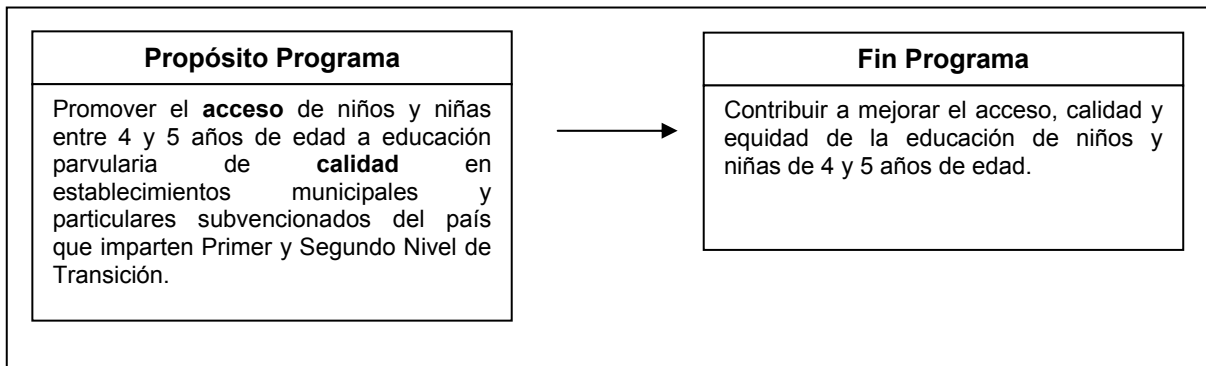 Propósito Programa
Promover el acceso de niños y niñas
entre 4 y 5 años de edad a educación
parvularia de calidad en
establecimientos municipales y
particulares subvencionados del país
que imparten Primer y Segundo Nivel de
Transición.
Fin Programa
Contribuir a mejorar el acceso, calidad y
equidad de la educación de niños y
niñas de 4 y 5 años de edad.